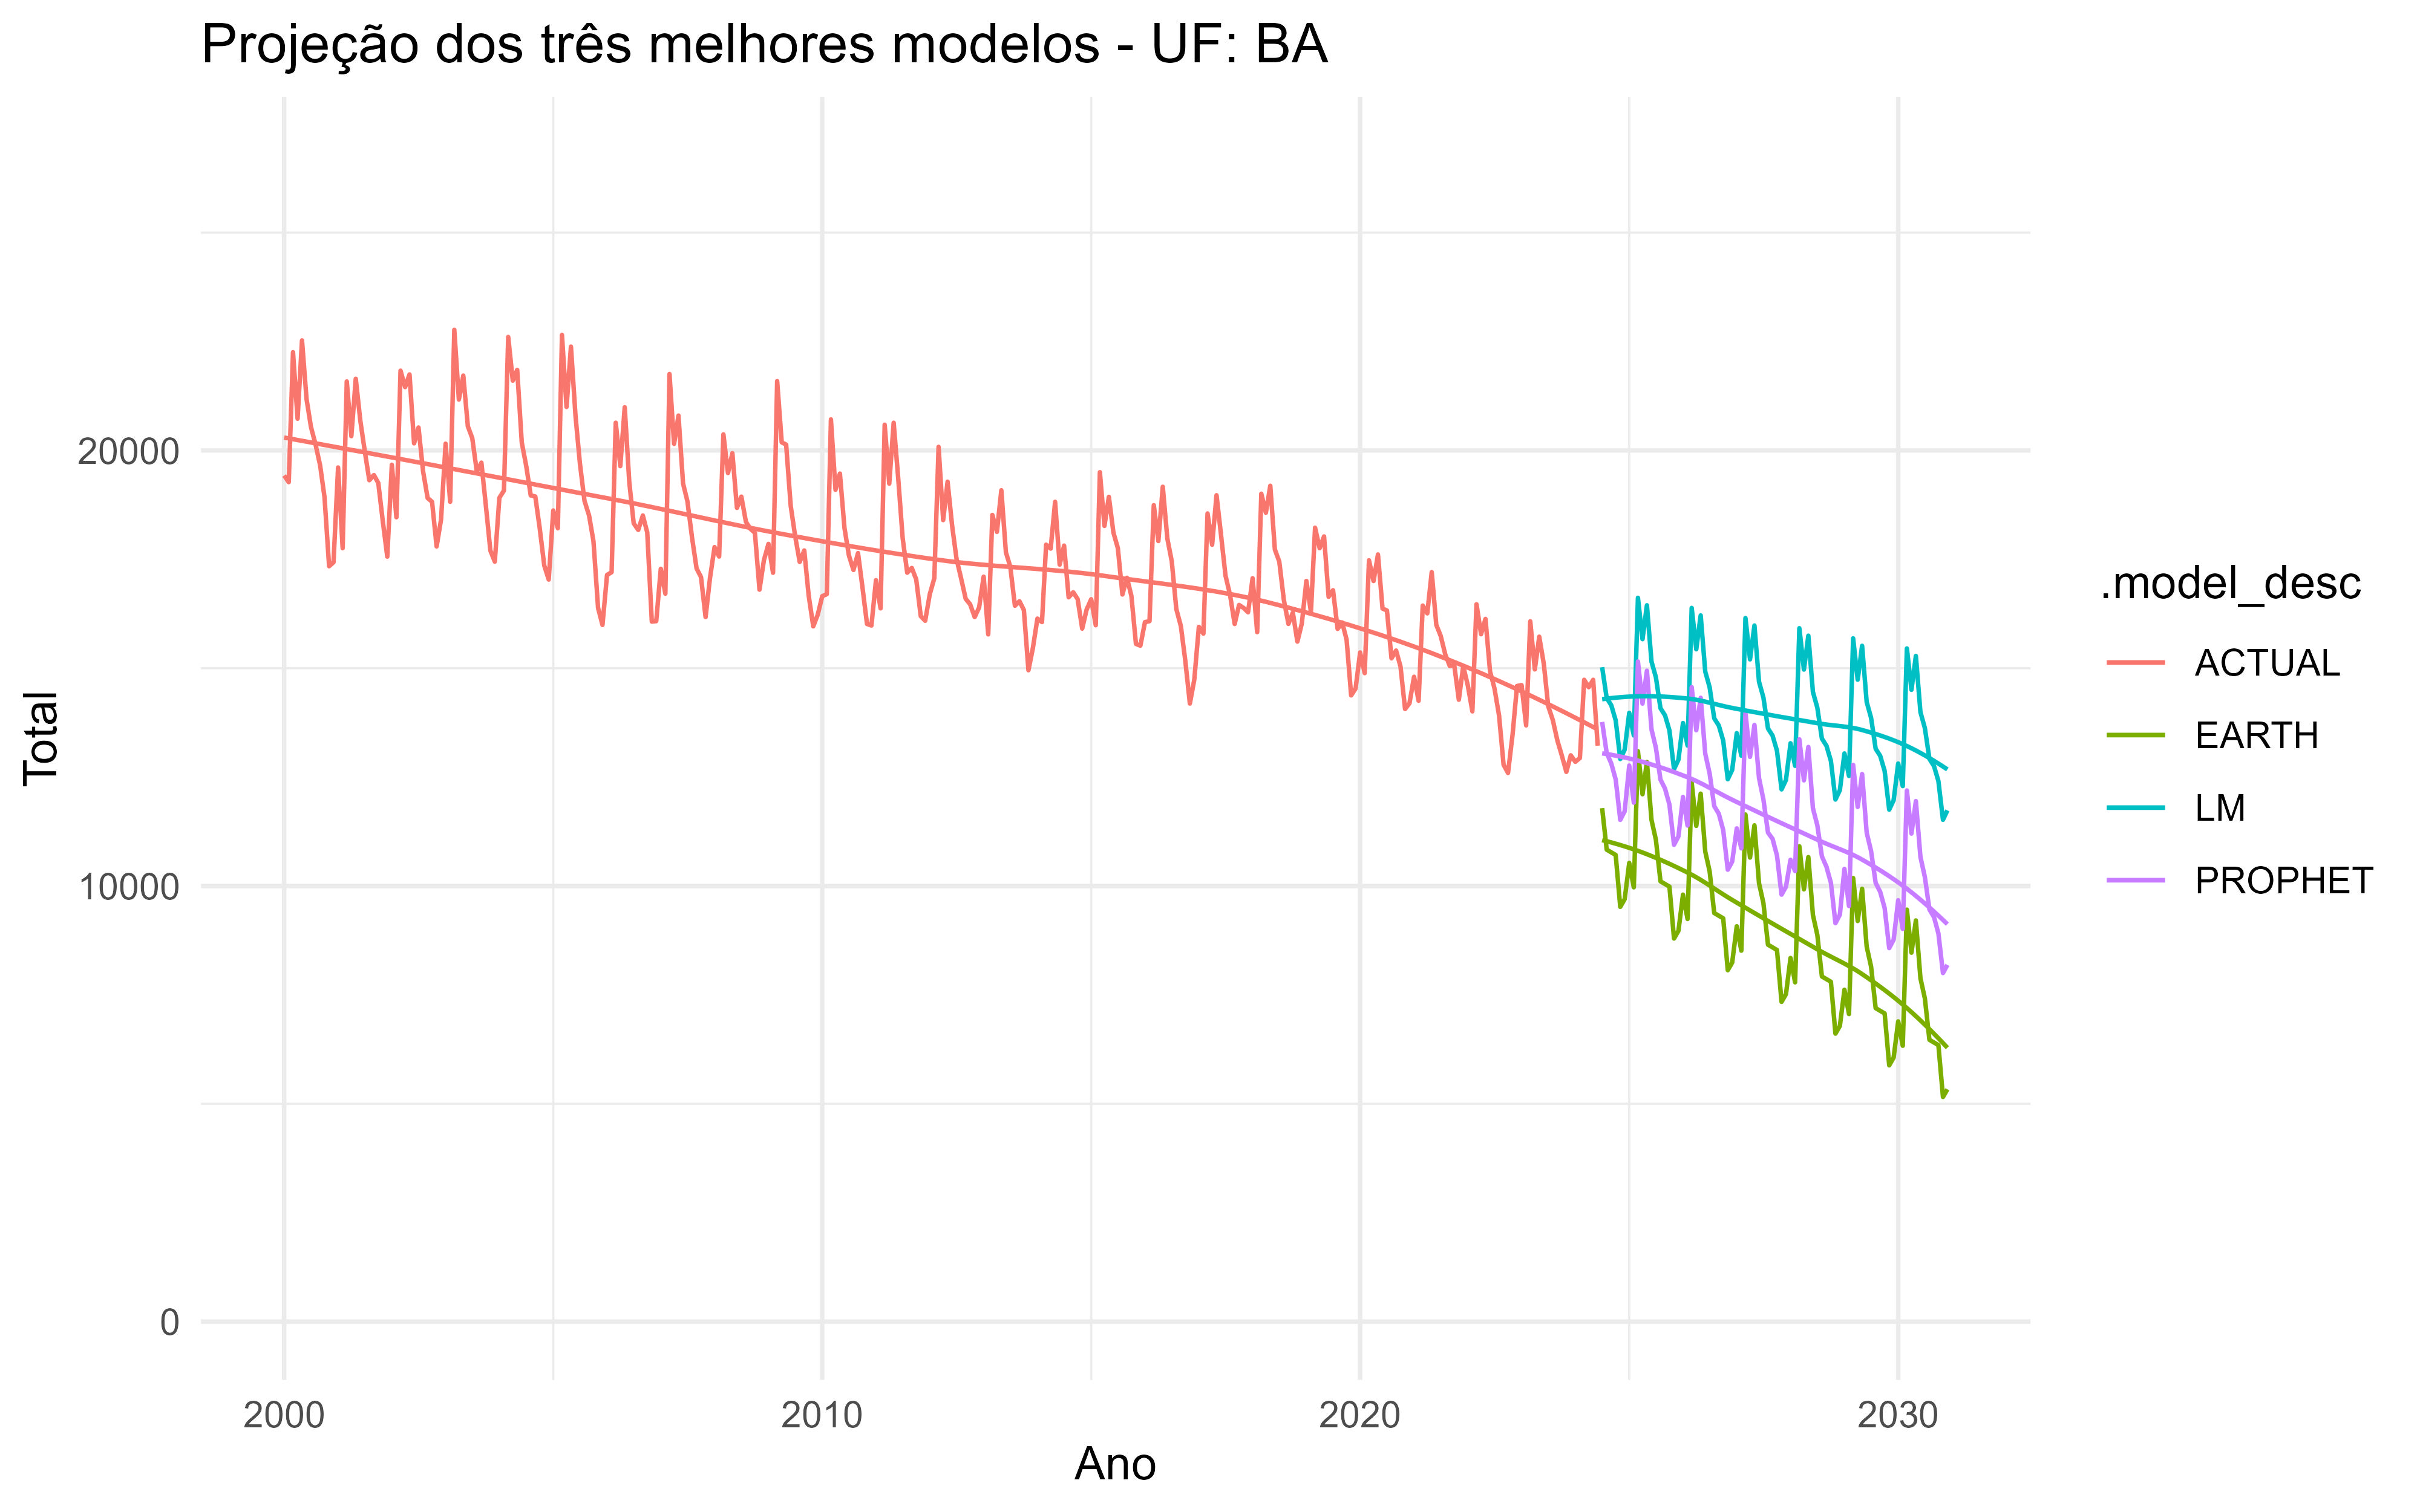 Projeção dos três melhores modelos - UF: BA
Total
20000
10000
0
2000
2010
2020
2030
Ano
.model_desc
ACTUAL
EARTH
LM
PROPHET